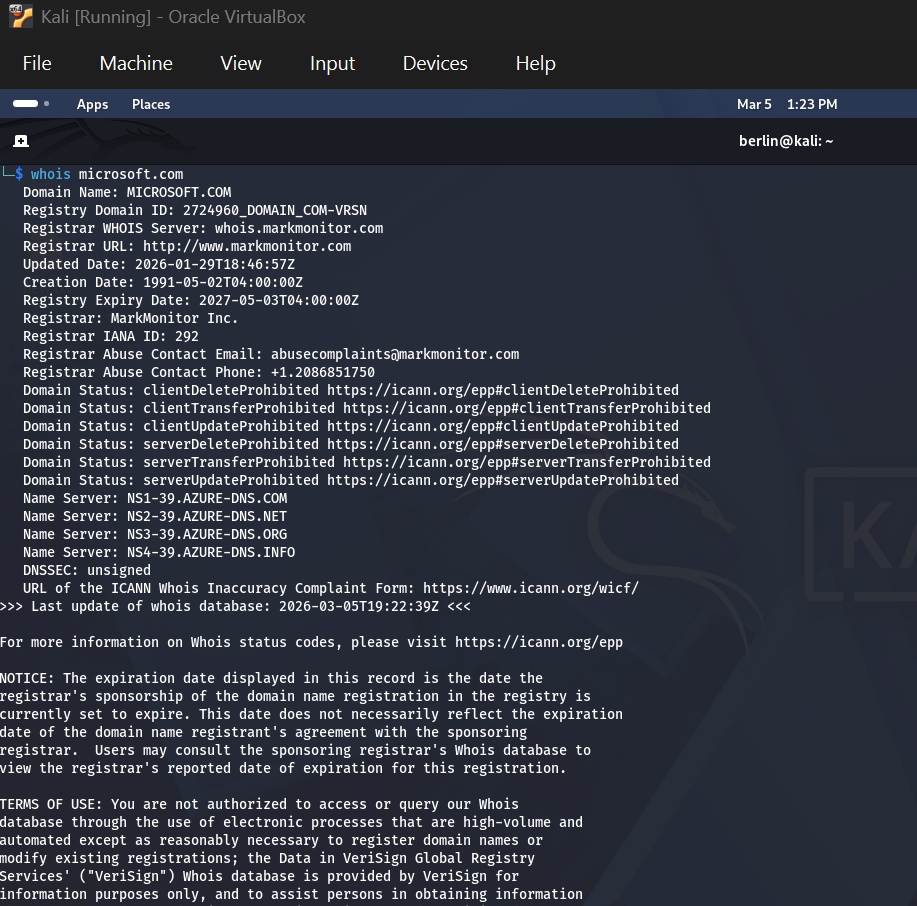 Kali [Running] - Oracle VirtualBox
File Machine View Input Devices Help
Apps Places Mar 5 1:23 PM
berlin@kali: ~
└─$ whois microsoft.com
Domain Name: MICROSOFT.COM
Registry Domain ID: 2724960_DOMAIN_COM-VRSN
Registrar WHOIS Server: whois.markmonitor.com
Registrar URL: http://www.markmonitor.com
Updated Date: 2026-01-29T18:46:57Z
Creation Date: 1991-05-02T04:00:00Z
Registry Expiry Date: 2027-05-03T04:00:00Z
Registrar: MarkMonitor Inc.
Registrar IANA ID: 292
Registrar Abuse Contact Email: abusecomplaints@markmonitor.com
Registrar Abuse Contact Phone: +1.2086851750
Domain Status: clientDeleteProhibited https://icann.org/epp#clientDeleteProhibited
Domain Status: clientTransferProhibited https://icann.org/epp#clientTransferProhibited
Domain Status: clientUpdateProhibited https://icann.org/epp#clientUpdateProhibited
Domain Status: serverDeleteProhibited https://icann.org/epp#serverDeleteProhibited
Domain Status: serverTransferProhibited https://icann.org/epp#serverTransferProhibited
Domain Status: serverUpdateProhibited https://icann.org/epp#serverUpdateProhibited
Name Server: NS1-39.AZURE-DNS.COM
Name Server: NS2-39.AZURE-DNS.NET
Name Server: NS3-39.AZURE-DNS.ORG
Name Server: NS4-39.AZURE-DNS.INFO
DNSSEC: unsigned
URL of the ICANN Whois Inaccuracy Complaint Form: https://www.icann.org/wicf/
>>> Last update of whois database: 2026-03-05T19:22:39Z <<<
For more information on Whois status codes, please visit https://icann.org/epp
NOTICE: The expiration date displayed in this record is the date the
registrar's sponsorship of the domain name registration in the registry is
currently set to expire. This date does not necessarily reflect the expiration
date of the domain name registrant's agreement with the sponsoring
registrar.  Users may consult the sponsoring registrar's Whois database to
view the registrar's reported date of expiration for this registration.
TERMS OF USE: You are not authorized to access or query our Whois
database through the use of electronic processes that are high-volume and
automated except as reasonably necessary to register domain names or
modify existing registrations; the Data in VeriSign Global Registry
Services' ("VeriSign") Whois database is provided by VeriSign for
information purposes only, and to assist persons in obtaining information